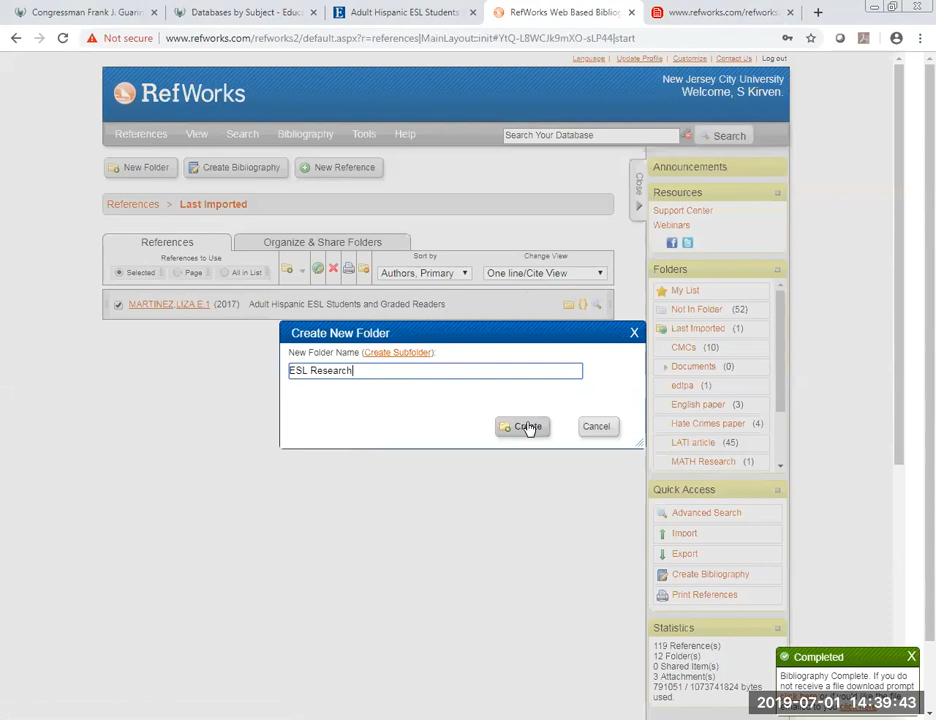 Congressman Frank J. Guarini
Databases by Subject - Educ
Adult Hispanic ESL Students
RefWorks Web Based Bibliog
www.refworks.com/refworks
Not secure
www.refworks.com/refworks2/default.aspx?r=references|MainLayout::init#YtQ-L8WCJk9mXO-sLP44|start
Language | Update Profile | Customize | Contact Us | Log out
RefWorks
New Jersey City University
Welcome, S Kirven.
References View Search Bibliography Tools Help
Search Your Database
Search
New Folder
Create Bibliography
New Reference
References > Last Imported
References
Organize & Share Folders
References to Use
Selected Page All in List
Sort by
Authors, Primary
Change View
One line/Cite View
MARTINEZ,LIZA E.1 (2017) Adult Hispanic ESL Students and Graded Readers
Create New Folder
X
New Folder Name (Create Subfolder):
ESL Research
Create
Cancel
Close
Announcements
Resources
Support Center
Webinars
Folders
My List
Not In Folder (52)
Last Imported (1)
CMCs (10)
Documents (0)
edtpa (1)
English paper (3)
Hate Crimes paper (4)
LATI article (45)
MATH Research (1)
Quick Access
Advanced Search
Import
Export
Create Bibliography
Print References
Statistics
119 Reference(s)
12 Folder(s)
0 Shared Item(s)
3 Attachment(s)
791051 / 1073741824 bytes
used.
Completed
X
Bibliography Complete. If you
do not receive a file download prompt
2019-07-01 14:39:43